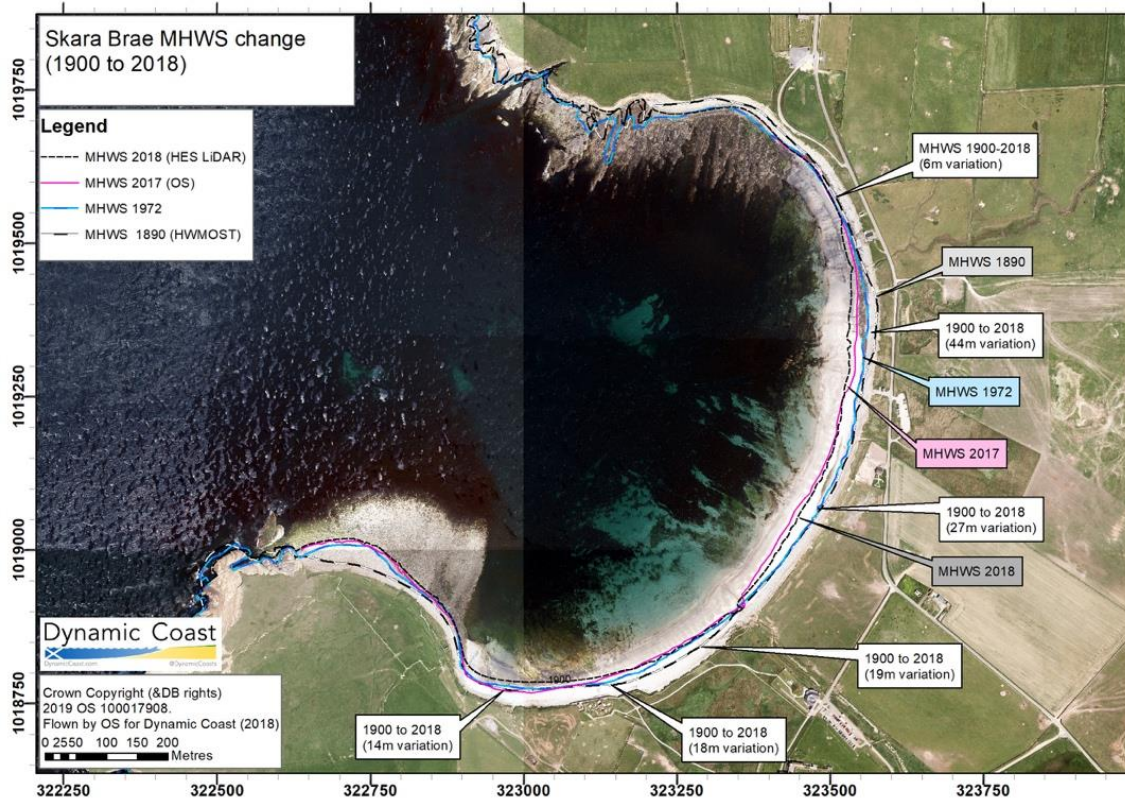 Skara Brae MHWS change
(1900 to 2018)
Legend
MHWS 2018 (HES LiDAR)
MHWS 2017 (OS)
MHWS 1972
MHWS 1890 (HWMOST)
MHWS 1900-2018
(6m variation)
MHWS 1890
1900 to 2018
(44m variation)
MHWS 1972
MHWS 2017
1900 to 2018
(27m variation)
MHWS 2018
1900 to 2018
(19m variation)
1900 to 2018
(18m variation)
1900 to 2018
(14m variation)
1900
Dynamic Coast
DynamicCoast.com
@DynamicCoasts
Crown Copyright (&DB rights)
2019 OS 100017908.
Flown by OS for Dynamic Coast (2018)
0 2550 100 150 200
Metres
1019750
1019500
1019250
1019000
1018750
322250 322500 322750 323000 323250 323500 323750